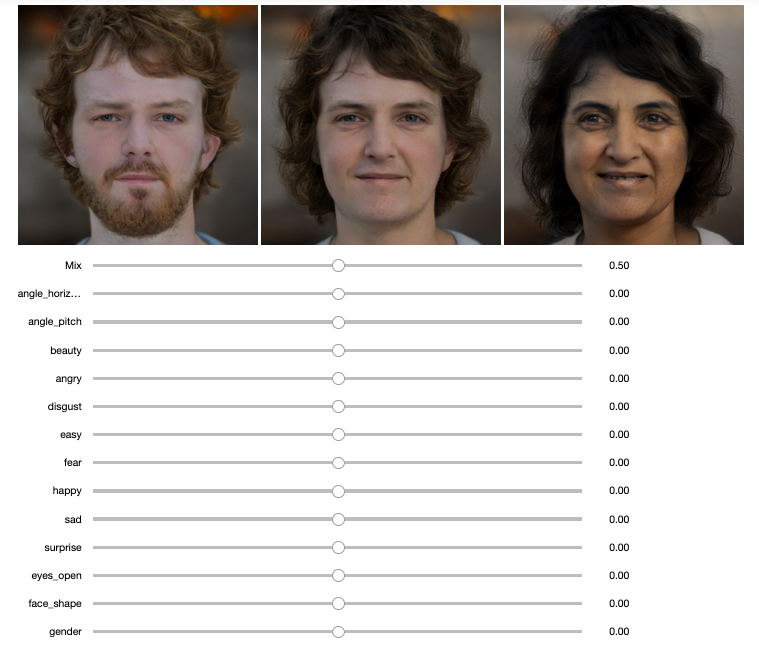 Mix 0.50
angle_horiz... 0.00
angle_pitch 0.00
beauty 0.00
angry 0.00
disgust 0.00
easy 0.00
fear 0.00
happy 0.00
sad 0.00
surprise 0.00
eyes_open 0.00
face_shape 0.00
gender 0.00